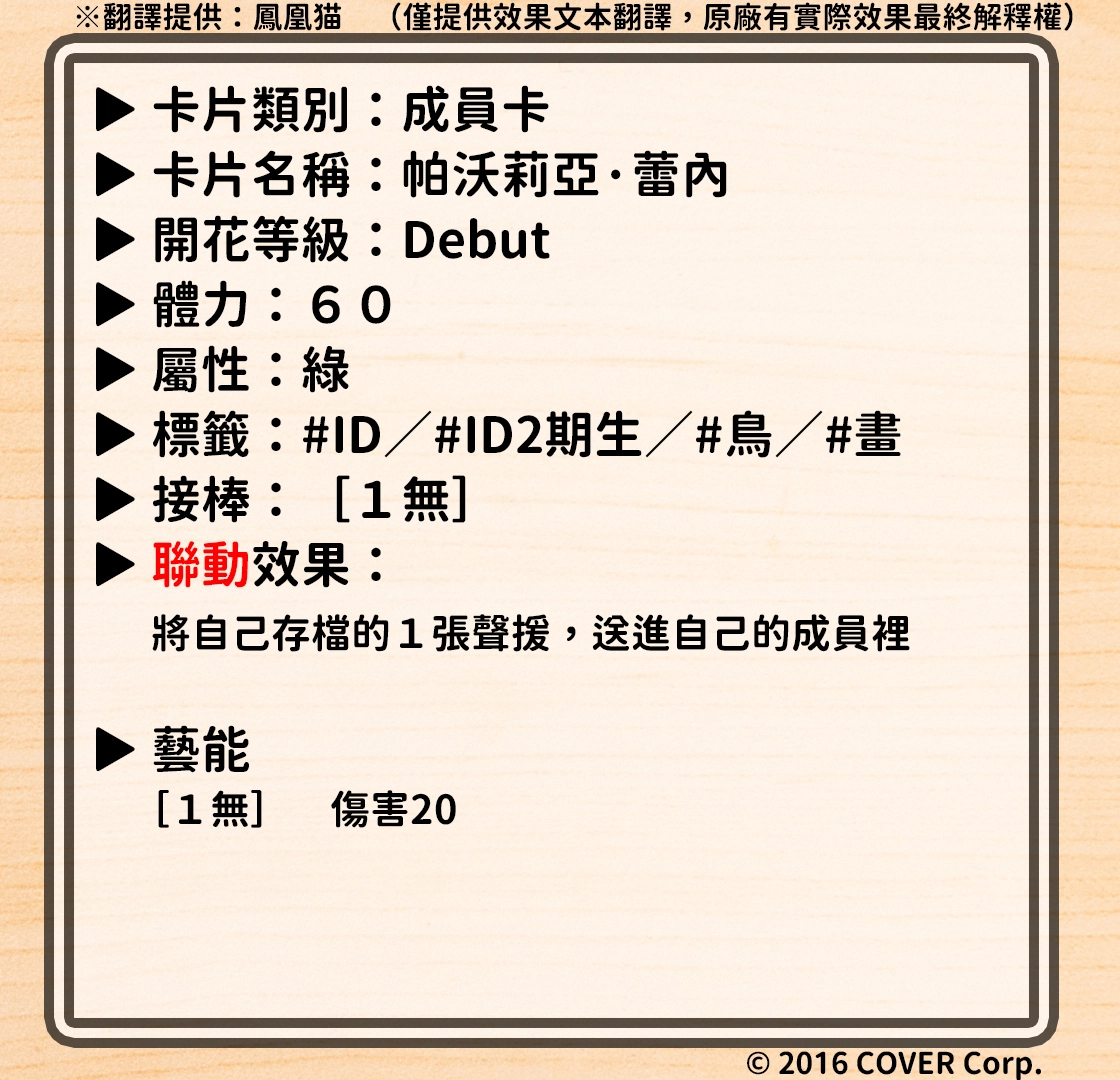 ※翻譯提供：鳳凰猫　（僅提供效果文本翻譯，原廠有實際效果最終解釋權）
▶ 卡片類別：成員卡
▶ 卡片名稱：帕沃莉亞·蕾內
▶ 開花等級：Debut
▶ 體力：６０
▶ 屬性：綠
▶ 標籤：#ID／#ID2期生／#鳥／#畫
▶ 接棒：［１無］
▶ 聯動效果：
將自己存檔的１張聲援，送進自己的成員裡
▶ 藝能
［１無］　傷害20
© 2016 COVER Corp.